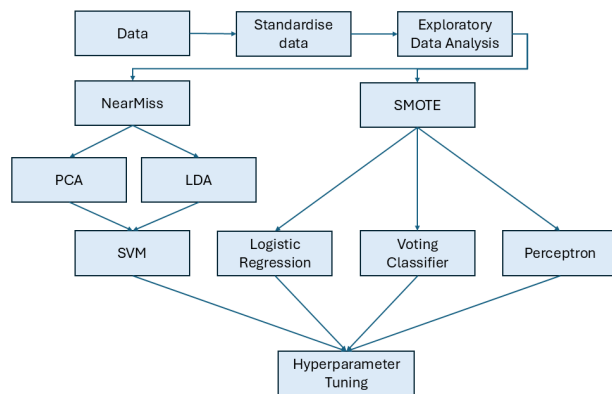 Data
Standardise
data
Exploratory
Data Analysis
NearMiss
SMOTE
PCA
LDA
SVM
Logistic
Regression
Voting
Classifier
Perceptron
Hyperparameter
Tuning